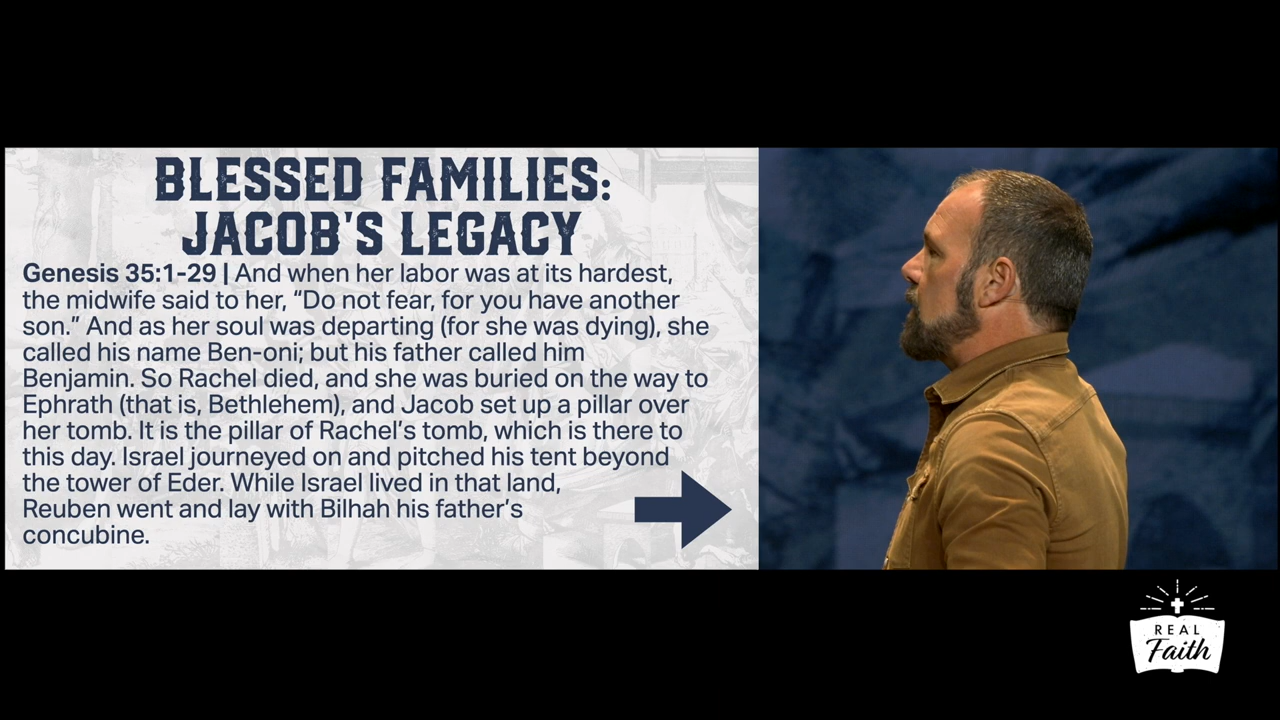 BLESSED FAMILIES:
JACOB'S LEGACY
Genesis 35:1-29 | And when her labor was at its hardest,
the midwife said to her, “Do not fear, for you have another
son.” And as her soul was departing (for she was dying), she
called his name Ben-oni; but his father called him
Benjamin. So Rachel died, and she was buried on the way to
Ephrath (that is, Bethlehem), and Jacob set up a pillar over
her tomb. It is the pillar of Rachel’s tomb, which is there to
this day. Israel journeyed on and pitched his tent beyond
the tower of Eder. While Israel lived in that land,
Reuben went and lay with Bilhah his father’s
concubine.
REAL
Faith